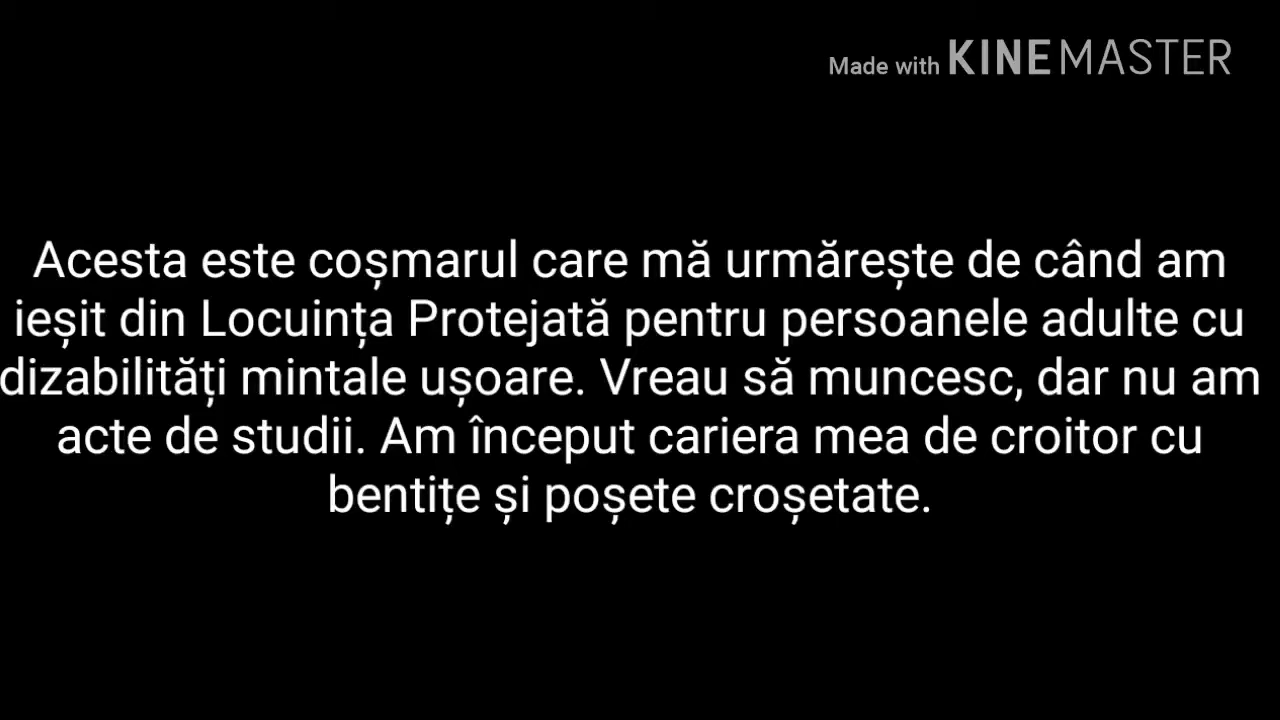 Made with KINEMASTER
Acesta este coșmarul care mă urmărește de când am
ieșit din Locuința Protejată pentru persoanele adulte cu
dizabilități mintale ușoare. Vreau să muncesc, dar nu am
acte de studii. Am început cariera mea de croitor cu
bentițe și poșete croșetate.